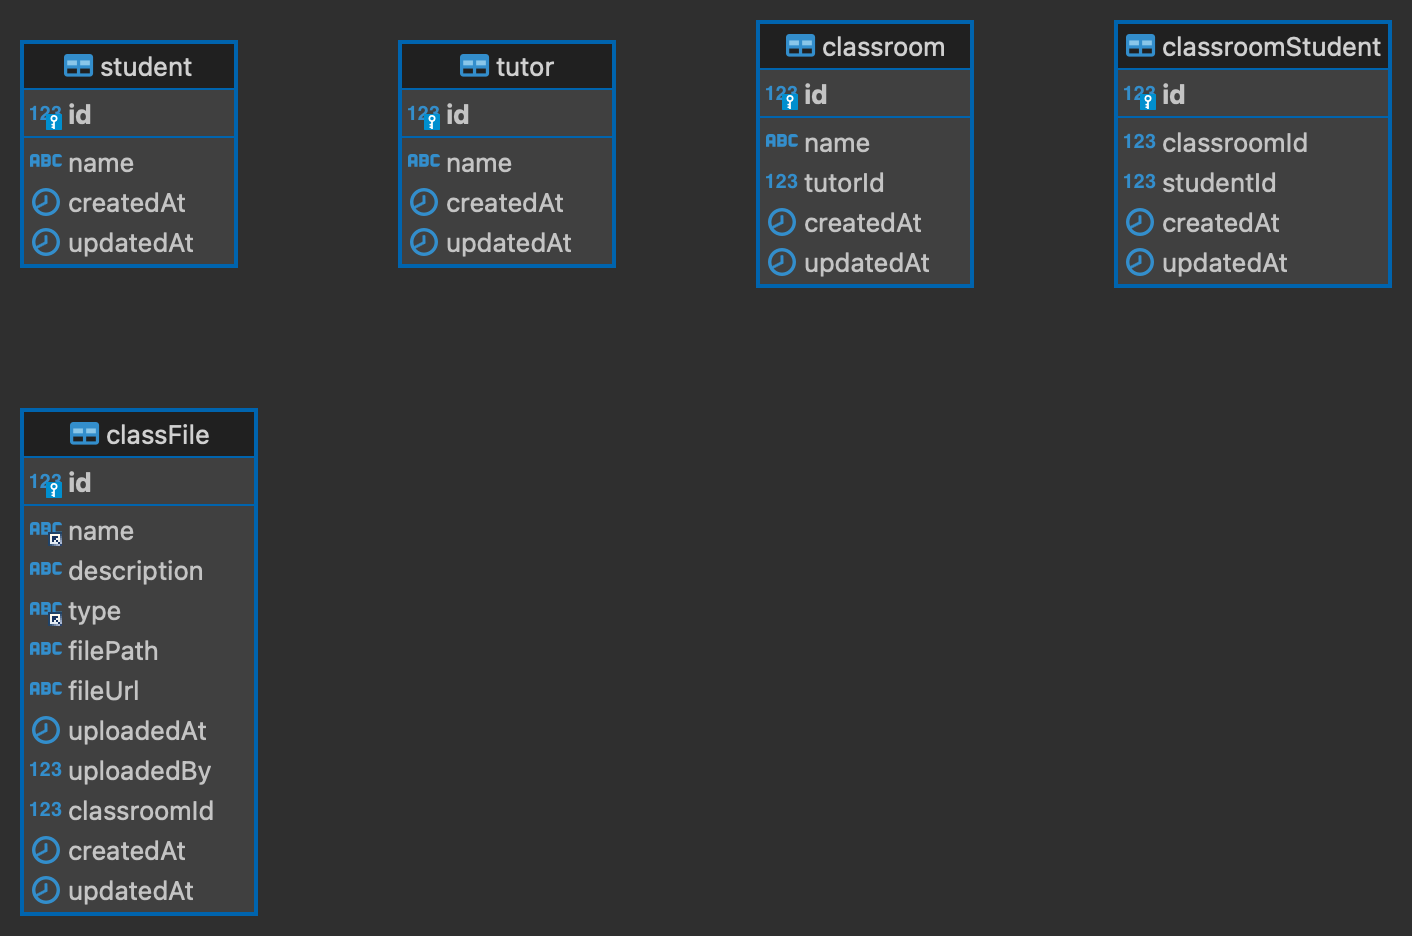 student
123 id
ABC name
createdAt
updatedAt
tutor
123 id
ABC name
createdAt
updatedAt
classroom
123 id
ABC name
123 tutorId
createdAt
updatedAt
classroomStudent
123 id
123 classroomId
123 studentId
createdAt
updatedAt
classFile
123 id
ABC name
ABC description
ABC type
ABC filePath
ABC fileUrl
uploadedAt
123 uploadedBy
123 classroomId
createdAt
updatedAt